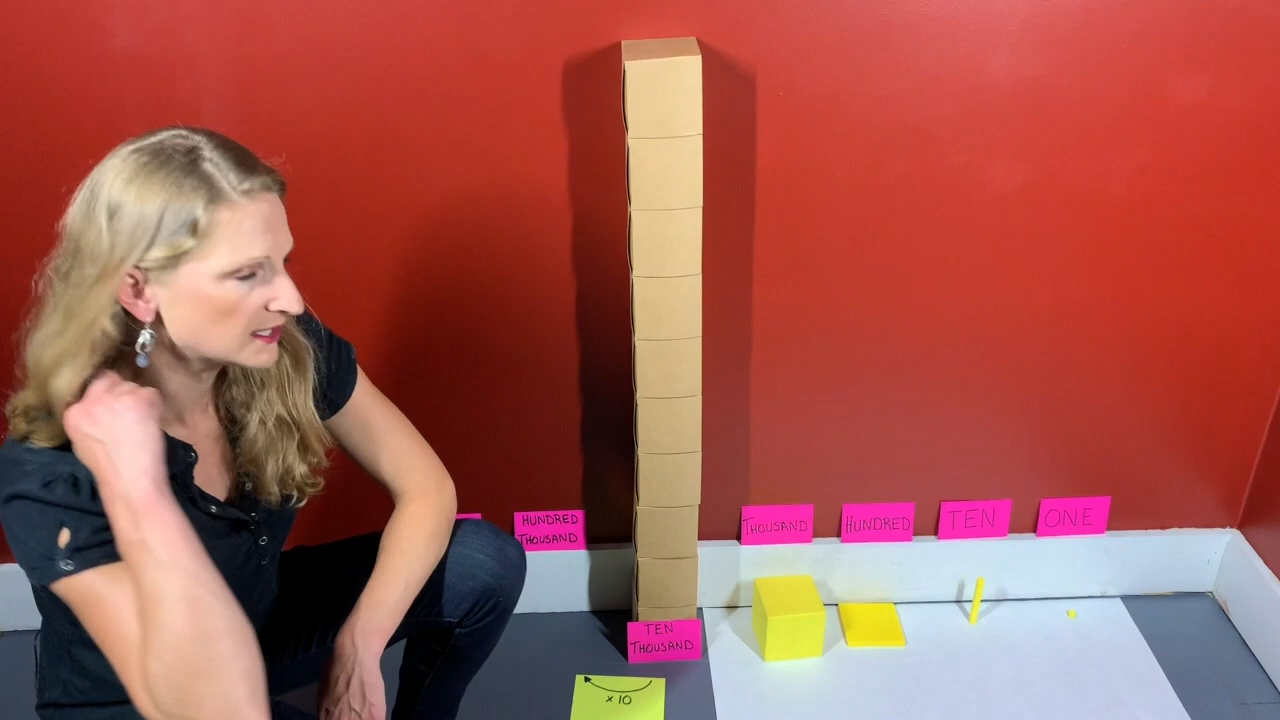 HUNDRED
THOUSAND
THOUSAND
HUNDRED
TEN
ONE
TEN
THOUSAND
x 10